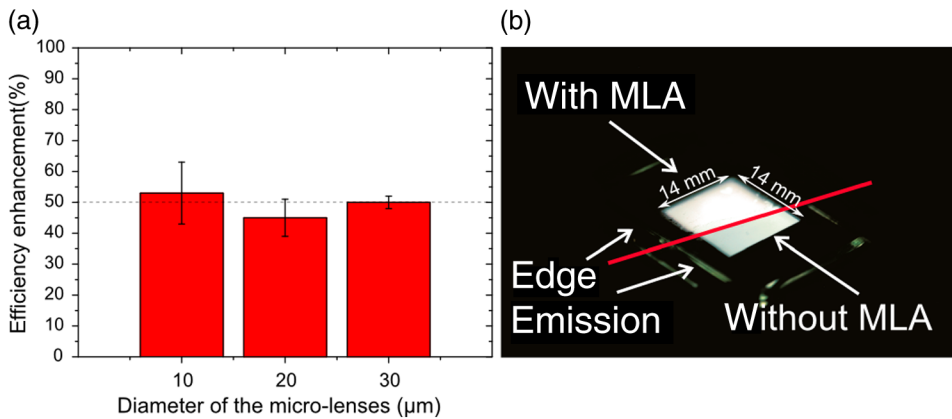 (a)
100
90
80
70
60
50
40
30
20
10
0
Efficiency enhancement(%)
10 20 30
Diameter of the micro-lenses (μm)
(b)
With MLA
14 mm 14 mm
Edge
Emission
Without MLA